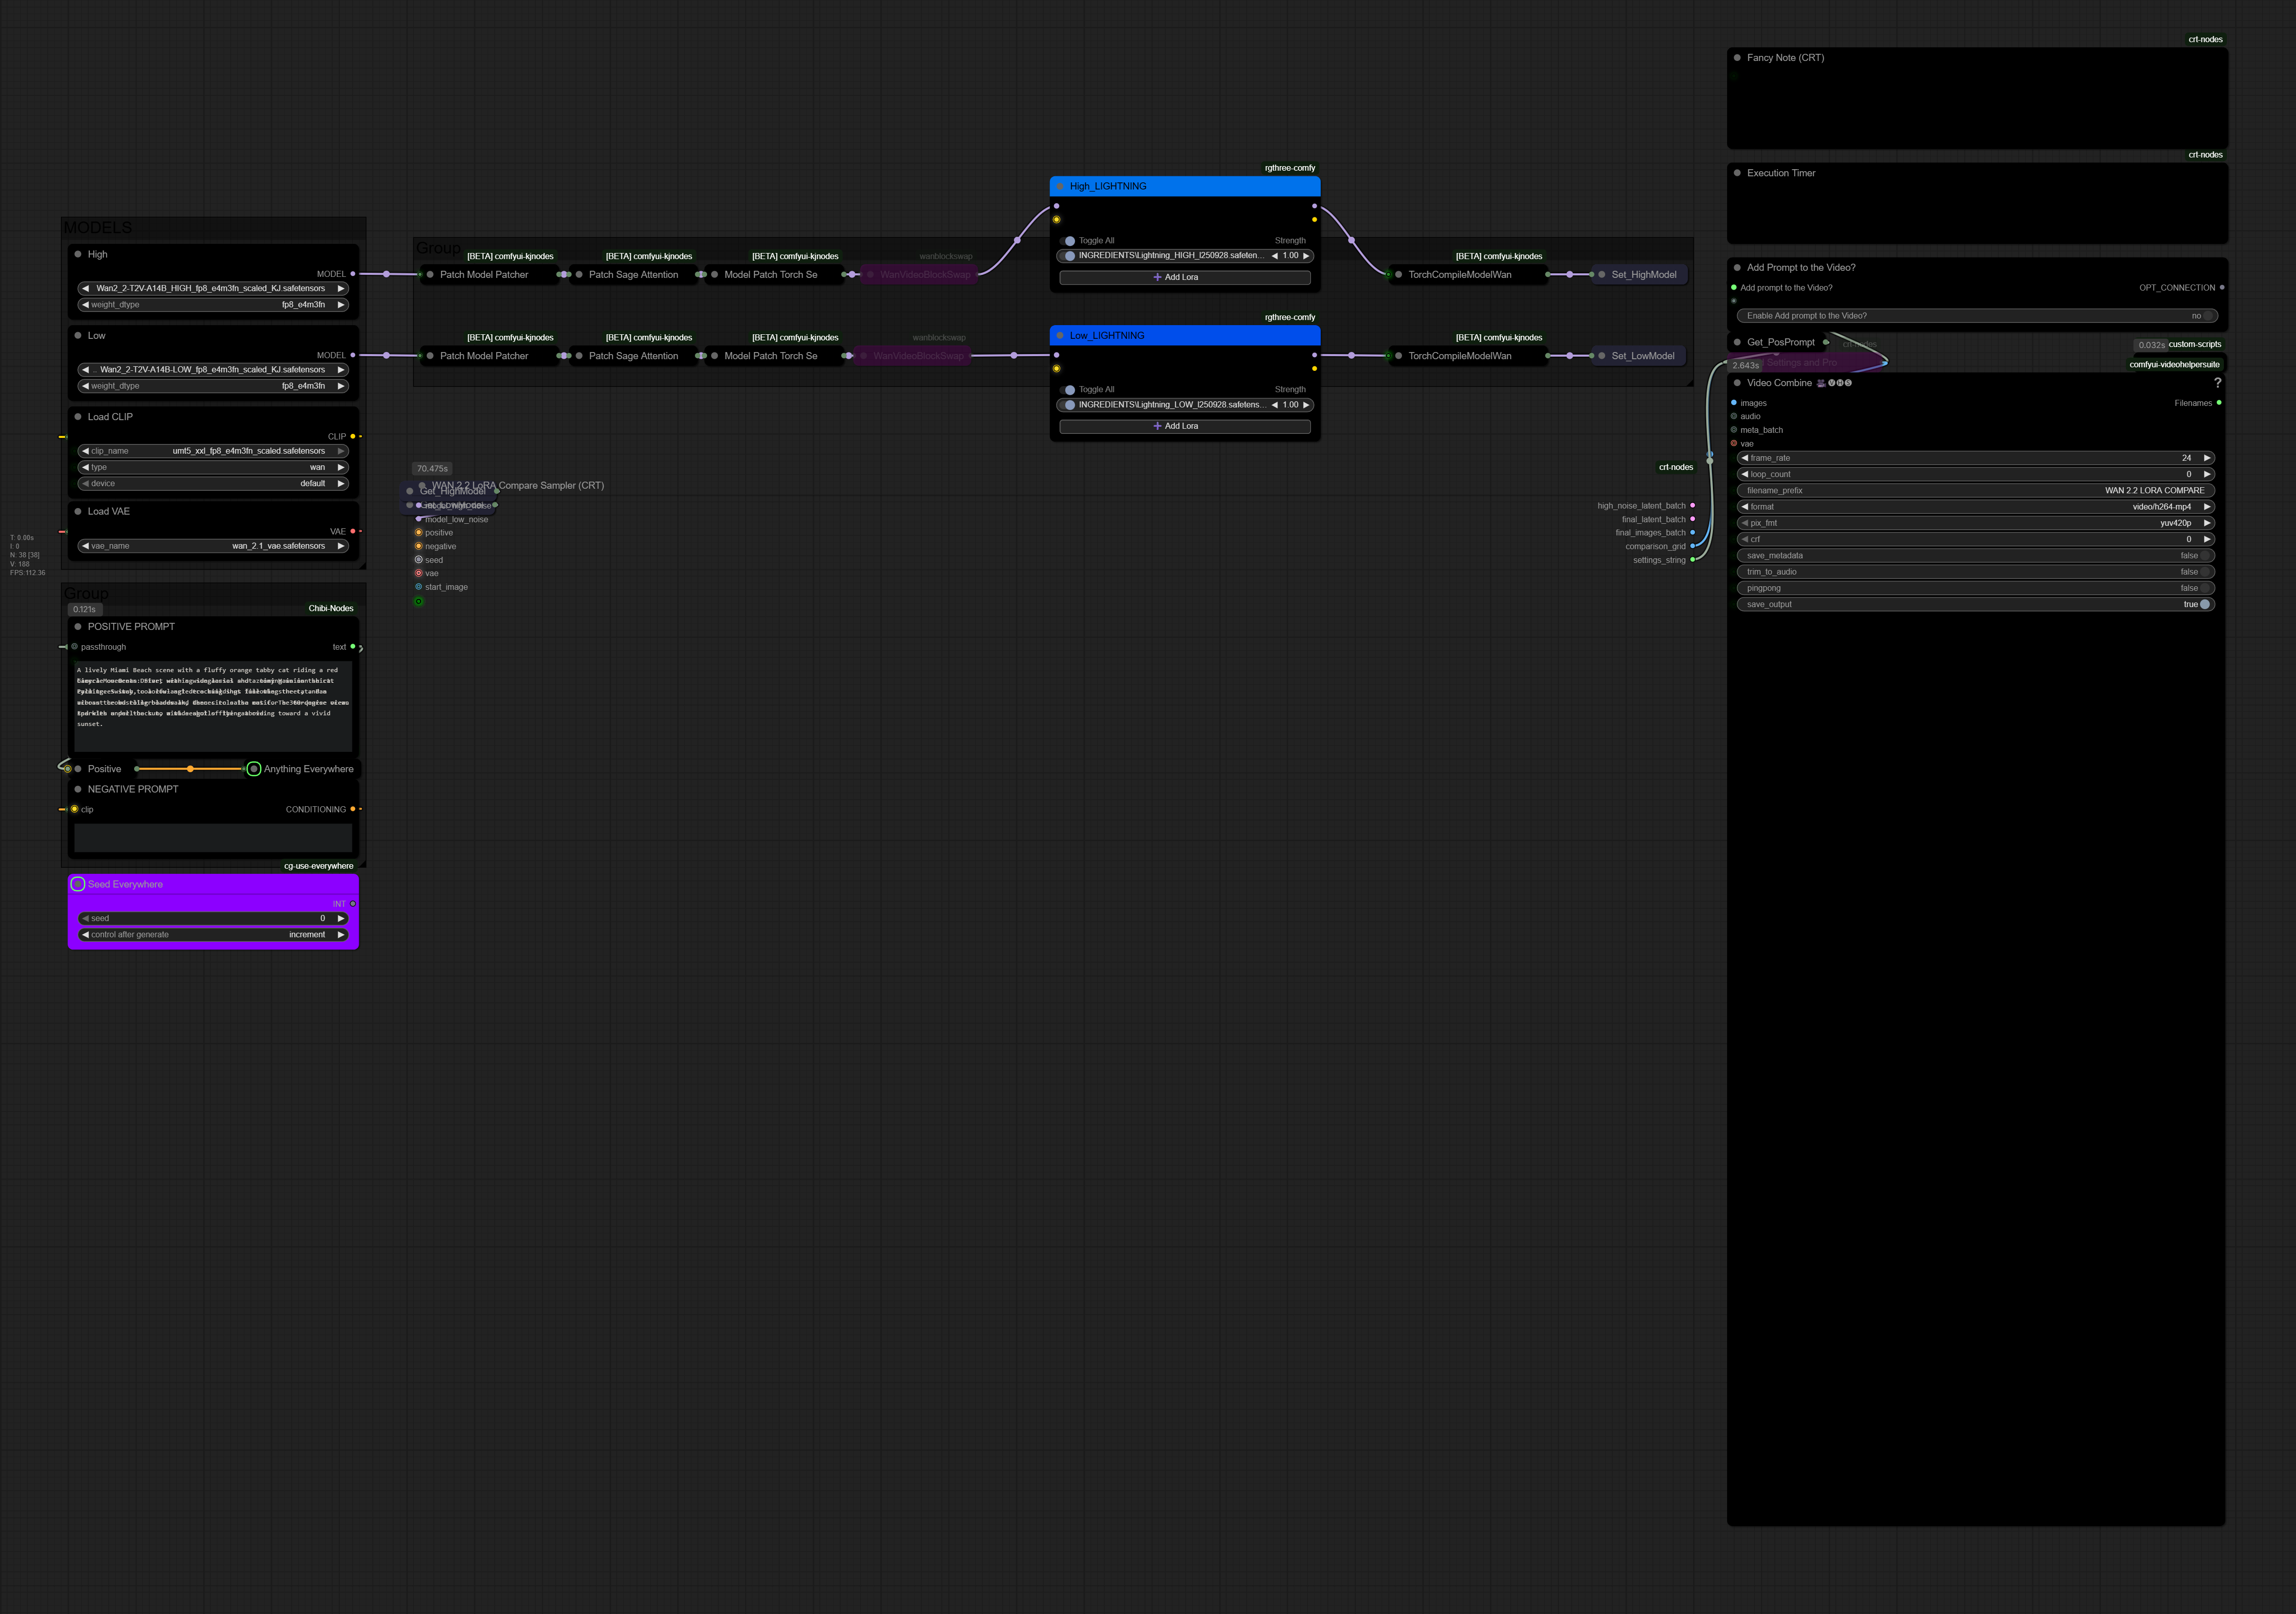 MODELS
High
MODEL
Wan2_2-T2V-A14B_HIGH_fp8_e4m3fn_scaled_KJ.safetensors
weight_dtype fp8_e4m3fn
Low
MODEL
Wan2_2-T2V-A14B-LOW_fp8_e4m3fn_scaled_KJ.safetensors
weight_dtype fp8_e4m3fn
Load CLIP
CLIP
clip_name umt5_xxl_fp8_e4m3fn_scaled.safetensors
type wan
device default
Load VAE
VAE
vae_name wan_2.1_vae.safetensors
T: 0.00s
I: 0
N: 38 [38]
V: 188
FPS:112.36
Group
0.121s Chibi-Nodes
POSITIVE PROMPT
passthrough text
A lively Miami Beach scene with a fluffy orange tabby cat riding a red
sunset.
Positive Anything Everywhere
NEGATIVE PROMPT
clip CONDITIONING
cg-use-everywhere
Seed Everywhere
INT
seed 0
control after generate increment
Group
[BETA] comfyui-kjnodes [BETA] comfyui-kjnodes [BETA] comfyui-kjnodes wanblockswap
Patch Model Patcher Patch Sage Attention Model Patch Torch Se WanVideoBlockSwap
[BETA] comfyui-kjnodes [BETA] comfyui-kjnodes [BETA] comfyui-kjnodes wanblockswap
Patch Model Patcher Patch Sage Attention Model Patch Torch Se WanVideoBlockSwap
rgthree-comfy
High_LIGHTNING
Toggle All Strength
INGREDIENTS\Lightning_HIGH_I250928.safeten... 1.00
Add Lora
rgthree-comfy
Low_LIGHTNING
Toggle All Strength
INGREDIENTS\Lightning_LOW_I250928.safetens... 1.00
Add Lora
[BETA] comfyui-kjnodes
TorchCompileModelWan Set_HighModel
[BETA] comfyui-kjnodes
TorchCompileModelWan Set_LowModel
70.475s
WAN 2.2 LoRA Compare Sampler (CRT)
Get_HighModel
model_low_noise
positive
negative
seed
vae
start_image
crt-nodes
high_noise_latent_batch
final_latent_batch
final_images_batch
comparison_grid
settings_string
crt-nodes
Fancy Note (CRT)
crt-nodes
Execution Timer
Add Prompt to the Video?
Add prompt to the Video? OPT_CONNECTION
Enable Add prompt to the Video? no
Get_PosPrompt crt-nodes 0.032s custom-scripts
2.643s Settings and Pro comfyui-videohelpersuite
Video Combine 🎥🅥🅗🅢 ?
images Filenames
audio
meta_batch
vae
frame_rate 24
loop_count 0
filename_prefix WAN 2.2 LORA COMPARE
format video/h264-mp4
pix_fmt yuv420p
crf 0
save_metadata false
trim_to_audio false
pingpong false
save_output true